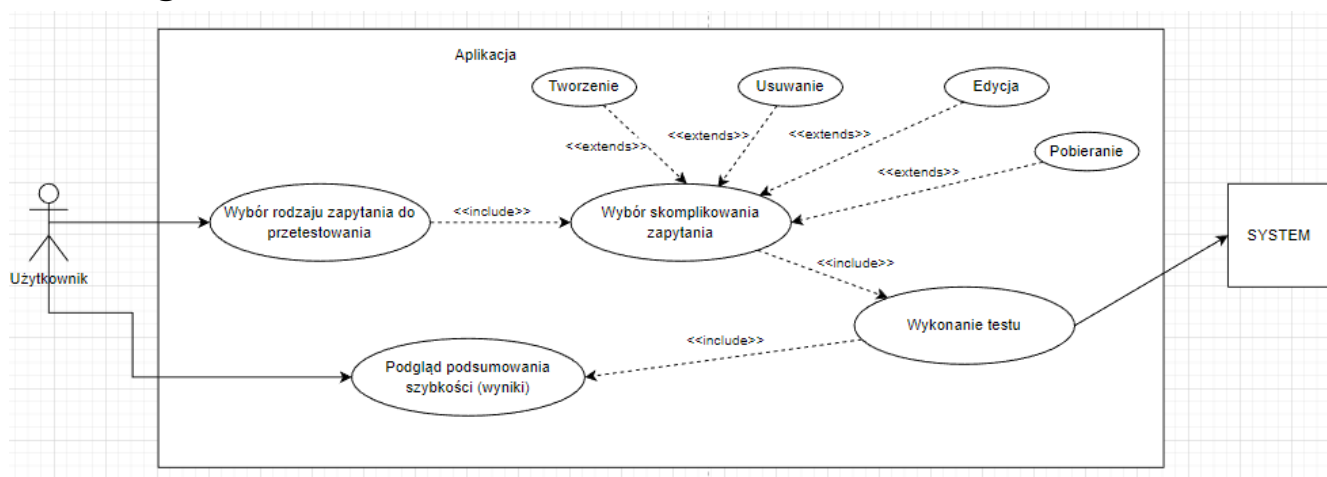 Aplikacja
Tworzenie
Usuwanie
Edycja
Pobieranie
<<extends>>
<<extends>>
<<extends>>
<<extends>>
Użytkownik
Wybór rodzaju zapytania do
przetestowania
<<include>>
Wybór skomplikowania
zapytania
SYSTEM
<<include>>
Wykonanie testu
<<include>>
Podgląd podsumowania
szybkości (wyniki)